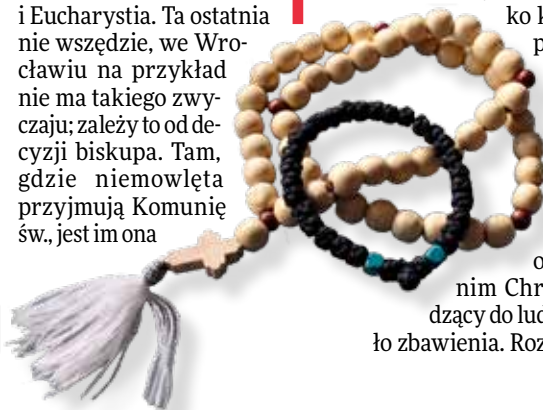 i Eucharystia. Ta ostatnia
nie wszędzie, we Wro-
cławiu na przykład
nie ma takiego zwy-
czaju; zależy to od de-
cyzji biskupa. Tam,
gdzie niemowlęta
przyjmują Komunię
św., jest im ona
ko k
p
o
nim Chr
dzący do lud
ło zbawienia. Roz